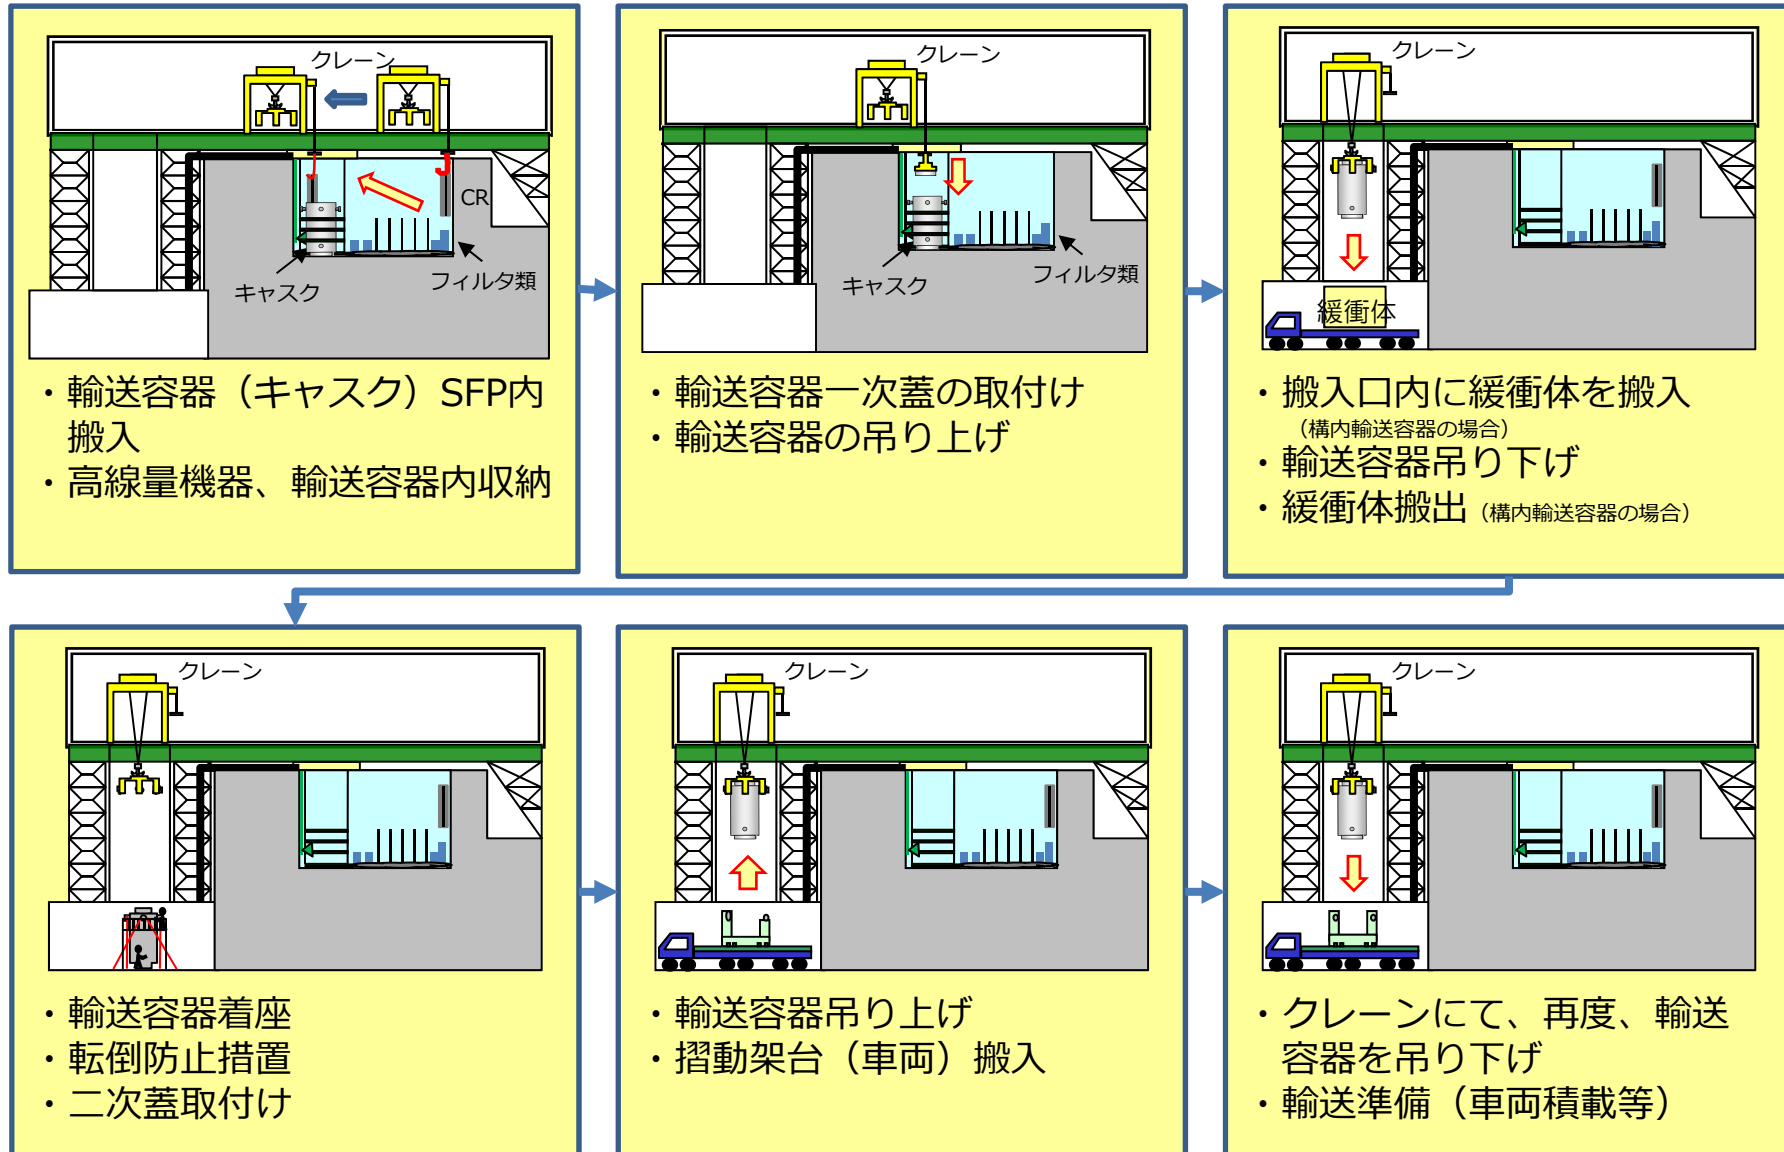 クレーン
CR
キャスク
フィルタ類
・輸送容器（キャスク）SFP内
搬入
・高線量機器、輸送容器内収納
クレーン
キャスク
フィルタ類
・輸送容器一次蓋の取付け
・輸送容器の吊り上げ
クレーン
緩衝体
・搬入口内に緩衝体を搬入
（構内輸送容器の場合）
・輸送容器吊り下げ
・緩衝体搬出（構内輸送容器の場合）
クレーン
・輸送容器着座
・転倒防止措置
・二次蓋取付け
クレーン
・輸送容器吊り上げ
・摺動架台（車両）搬入
クレーン
・クレーンにて、再度、輸送
容器を吊り下げ
・輸送準備（車両積載等）